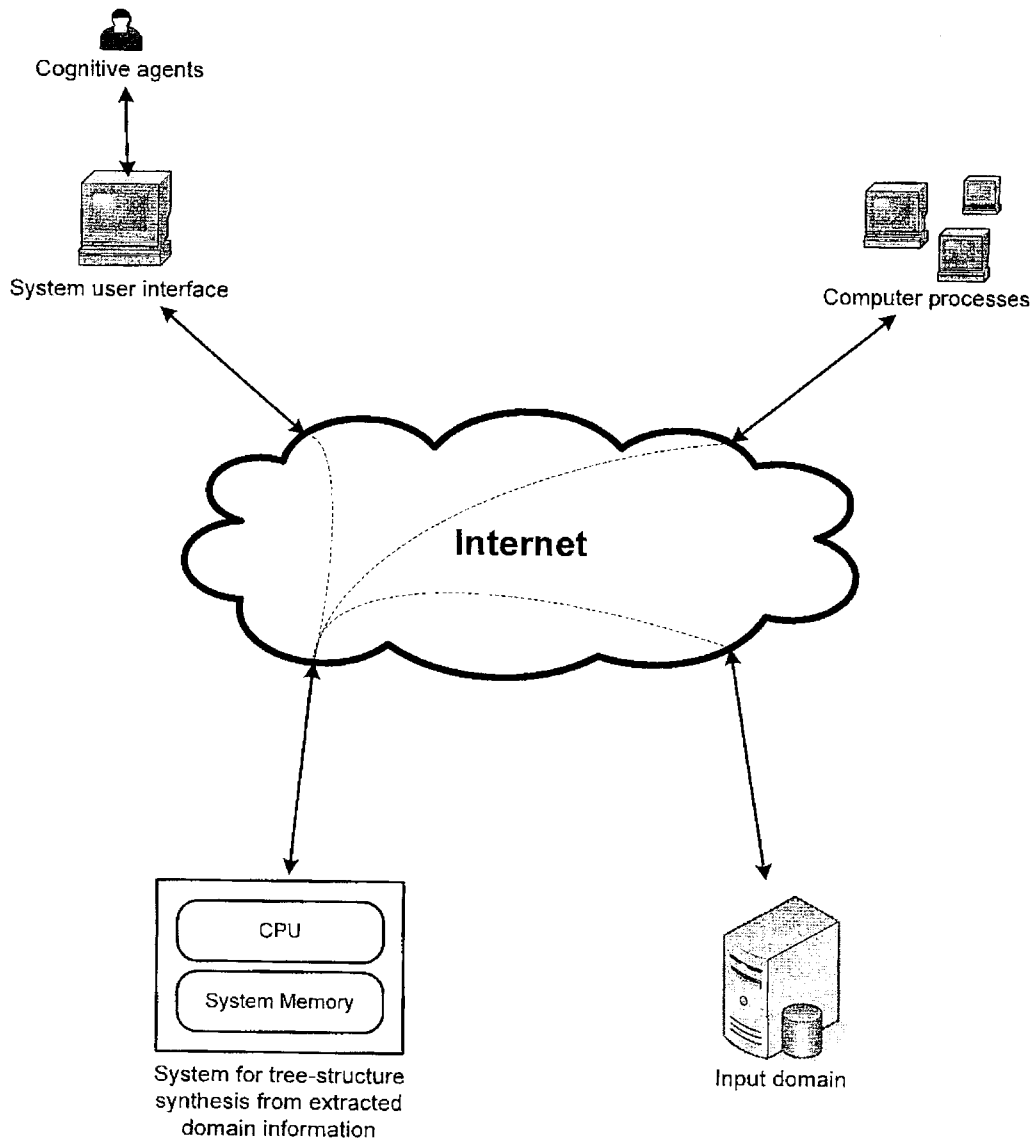 Cognitive agents
System user interface
Computer processes
Internet
CPU
System Memory
System for tree-structure
synthesis from extracted
domain information
Input domain